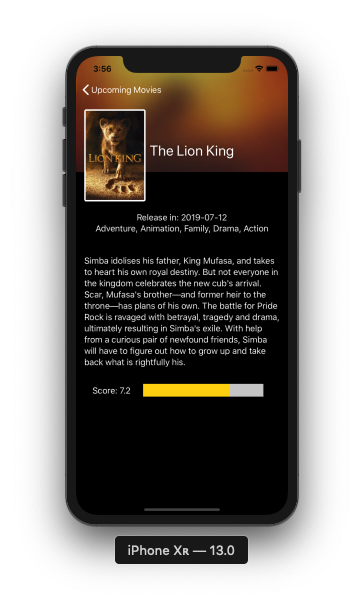 3:56
Upcoming Movies
LION KING
The Lion King
Release in: 2019-07-12
Adventure, Animation, Family, Drama, Action
Simba idolises his father, King Mufasa, and takes
to heart his own royal destiny. But not everyone in
the kingdom celebrates the new cub's arrival.
Scar, Mufasa's brother—and former heir to the
throne—has plans of his own. The battle for Pride
Rock is ravaged with betrayal, tragedy and drama,
ultimately resulting in Simba's exile. With help
from a curious pair of newfound friends, Simba
will have to figure out how to grow up and take
back what is rightfully his.
Score: 7.2
iPhone Xʀ — 13.0